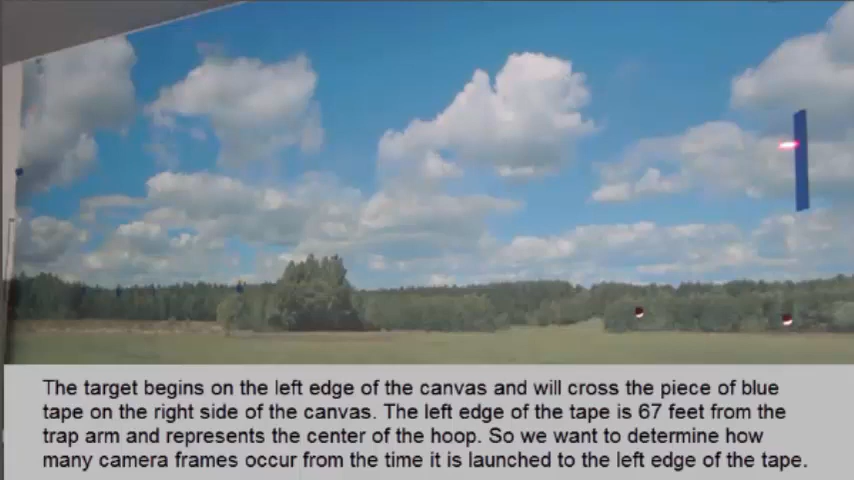 The target begins on the left edge of the canvas and will cross the piece of blue
tape on the right side of the canvas. The left edge of the tape is 67 feet from the
trap arm and represents the center of the hoop. So we want to determine how
many camera frames occur from the time it is launched to the left edge of the tape.